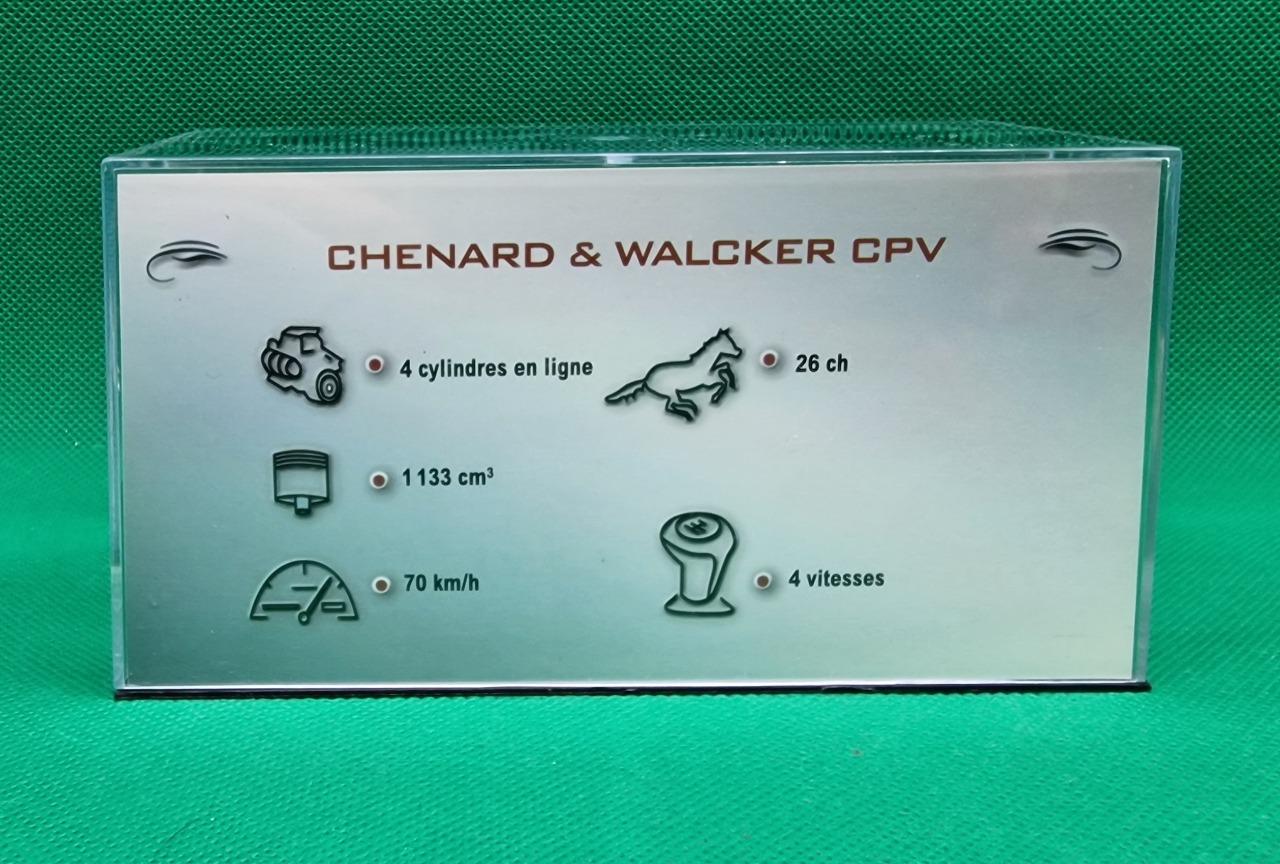 CHENARD & WALCKER CPV
4 cylindres en ligne
26 ch
1 133 cm³
70 km/h
4 vitesses